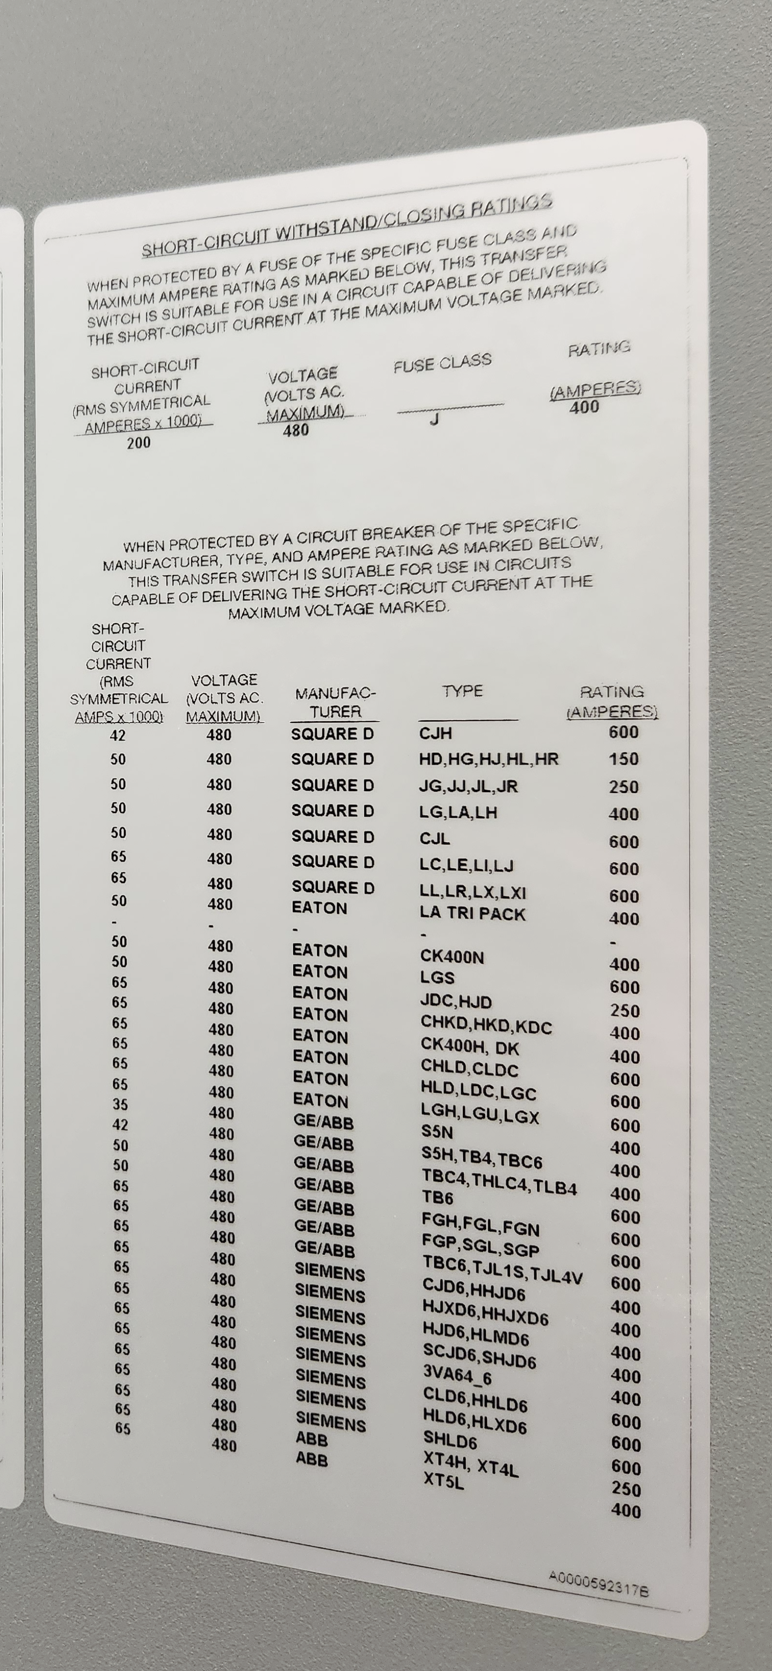 SHORT-CIRCUIT WITHSTAND/CLOSING RATINGS
WHEN PROTECTED BY A FUSE OF THE SPECIFIC FUSE CLASS AND
MAXIMUM AMPERE RATING AS MARKED BELOW, THIS TRANSFER
SWITCH IS SUITABLE FOR USE IN A CIRCUIT CAPABLE OF DELIVERING
THE SHORT-CIRCUIT CURRENT AT THE MAXIMUM VOLTAGE MARKED.
SHORT-CIRCUIT
CURRENT
(RMS SYMMETRICAL
AMPERES x 1000)
VOLTAGE
(VOLTS AC.
MAXIMUM)
FUSE CLASS
RATING
(AMPERES)
200 480 J 400
WHEN PROTECTED BY A CIRCUIT BREAKER OF THE SPECIFIC
MANUFACTURER, TYPE, AND AMPERE RATING AS MARKED BELOW,
THIS TRANSFER SWITCH IS SUITABLE FOR USE IN CIRCUITS
CAPABLE OF DELIVERING THE SHORT-CIRCUIT CURRENT AT THE
MAXIMUM VOLTAGE MARKED.
SHORT-
CIRCUIT
CURRENT
(RMS
SYMMETRICAL
AMPS x 1000)
VOLTAGE
(VOLTS AC.
MAXIMUM)
MANUFAC-
TURER
TYPE
RATING
(AMPERES)
42 480 SQUARE D CJH 600
50 480 SQUARE D HD,HG,HJ,HL,HR 150
50 480 SQUARE D JG,JJ,JL,JR 250
50 480 SQUARE D LG,LA,LH 400
50 480 SQUARE D CJL 600
65 480 SQUARE D LC,LE,LI,LJ 600
65 480 SQUARE D LL,LR,LX,LXI 600
50 480 EATON LA TRI PACK 400
- - - - -
50 480 EATON CK400N 400
50 480 EATON LGS 600
65 480 EATON JDC,HJD 250
65 480 EATON CHKD,HKD,KDC 400
65 480 EATON CK400H, DK 400
65 480 EATON CHLD,CLDC 600
65 480 EATON HLD,LDC,LGC 600
65 480 EATON LGH,LGU,LGX 600
35 480 GE/ABB S5N 400
42 480 GE/ABB S5H,TB4,TBC6 400
50 480 GE/ABB TBC4,THLC4,TLB4 400
50 480 GE/ABB TB6 600
65 480 GE/ABB FGH,FGL,FGN 600
65 480 GE/ABB FGP,SGL,SGP 600
65 480 GE/ABB TBC6,TJL1S,TJL4V 600
65 480 SIEMENS CJD6,HHJD6 400
65 480 SIEMENS HJXD6,HHJXD6 400
65 480 SIEMENS HJD6,HLMD6 400
65 480 SIEMENS SCJD6,SHJD6 400
65 480 SIEMENS 3VA64_6 400
65 480 SIEMENS CLD6,HHLD6 600
65 480 SIEMENS HLD6,HLXD6 600
65 480 SIEMENS SHLD6 600
65 480 ABB XT4H, XT4L 250
65 480 ABB XT5L 400
A0000592317B